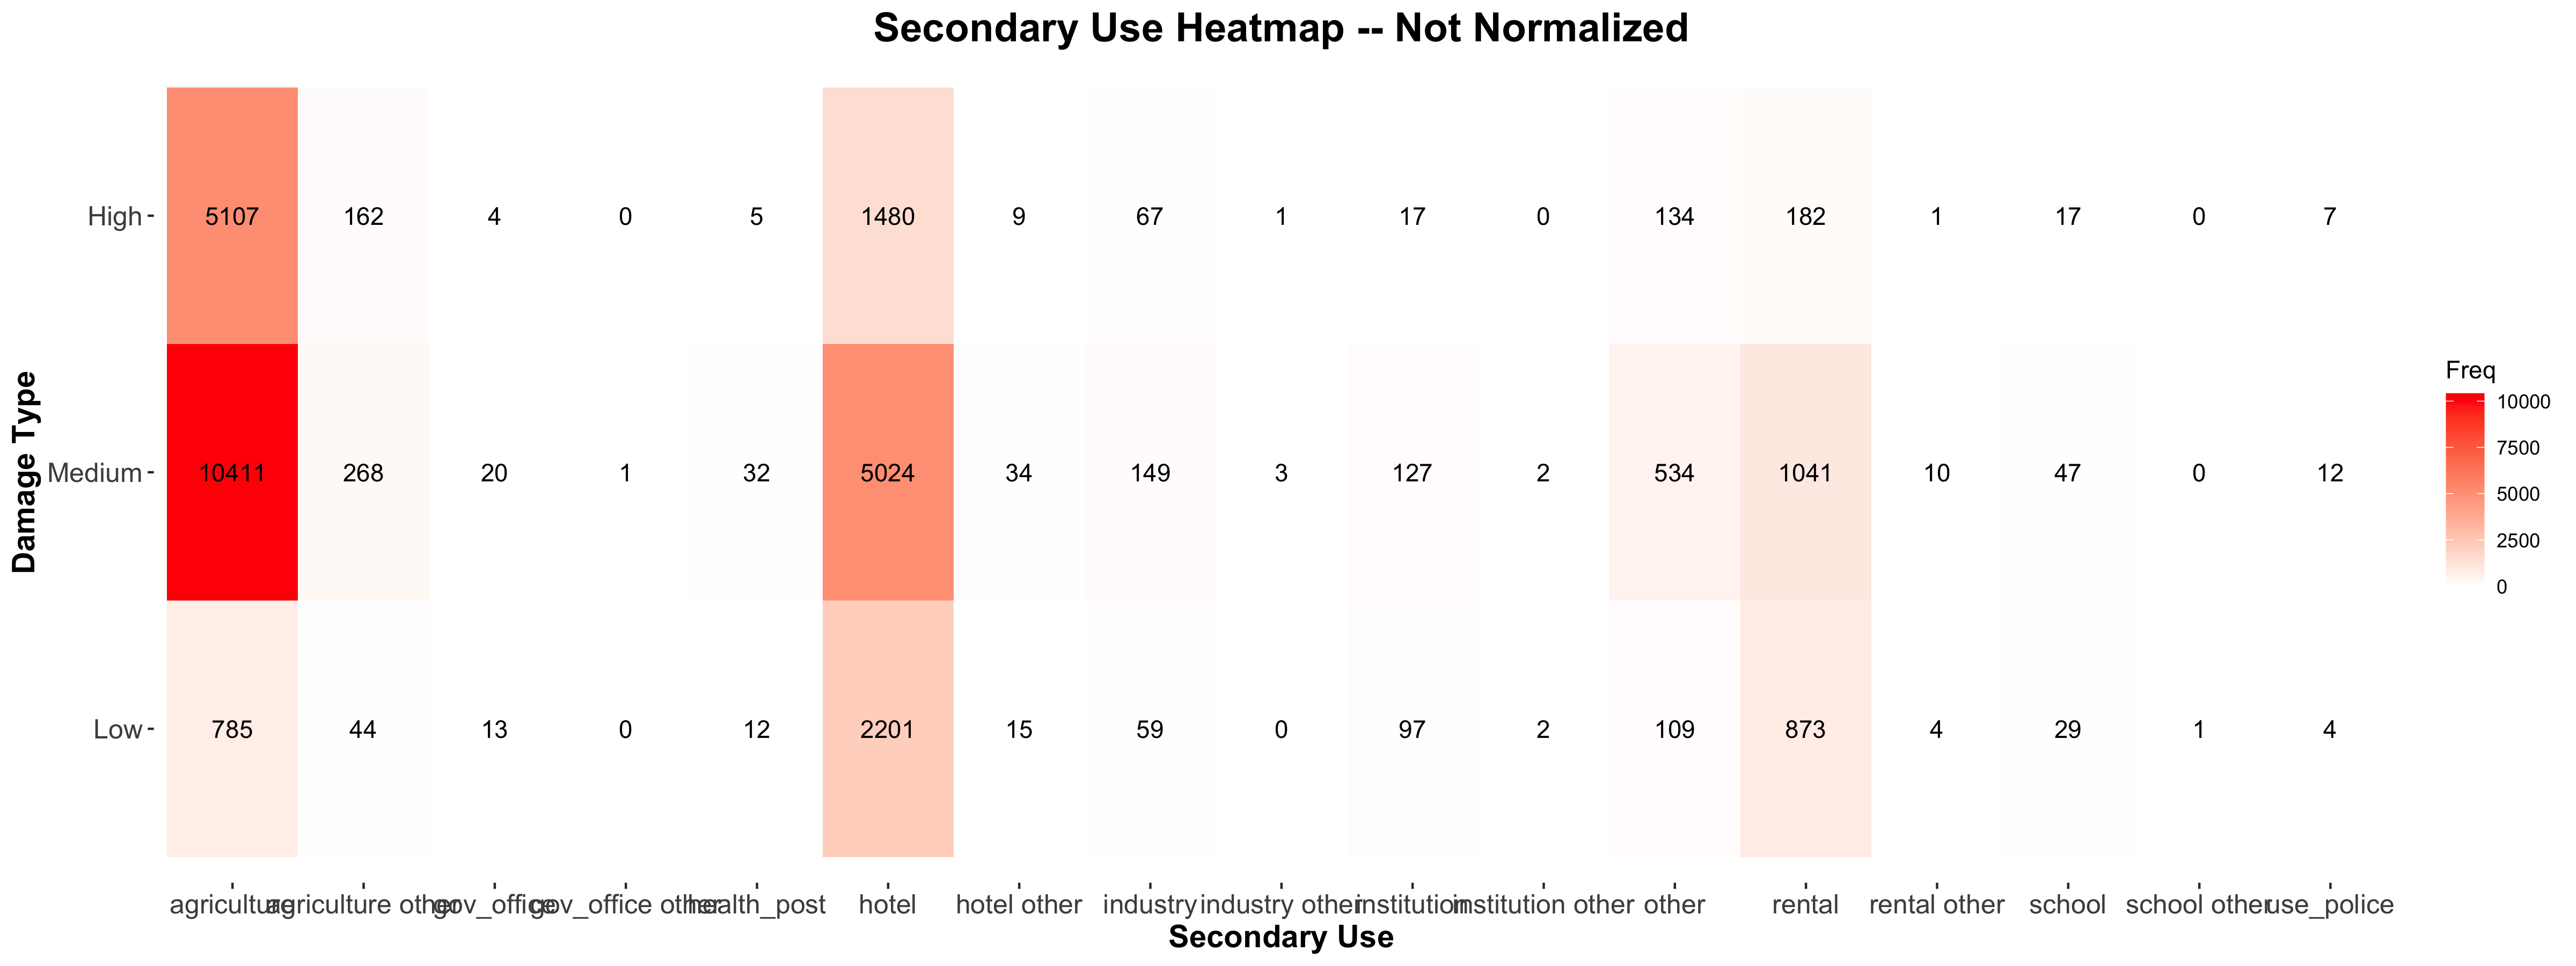 Secondary Use Heatmap -- Not Normalized
Damage Type
High 5107 162 4 0 5 1480 9 67 1 17 0 134 182 1 17 0 7
Medium 10411 268 20 1 32 5024 34 149 3 127 2 534 1041 10 47 0 12
Low 785 44 13 0 12 2201 15 59 0 97 2 109 873 4 29 1 4
agriculture agriculture other gov_office gov_office other health_post hotel hotel other industry industry other institution institution other other rental rental other school school other use_police
Secondary Use
Freq
10000
7500
5000
2500
0